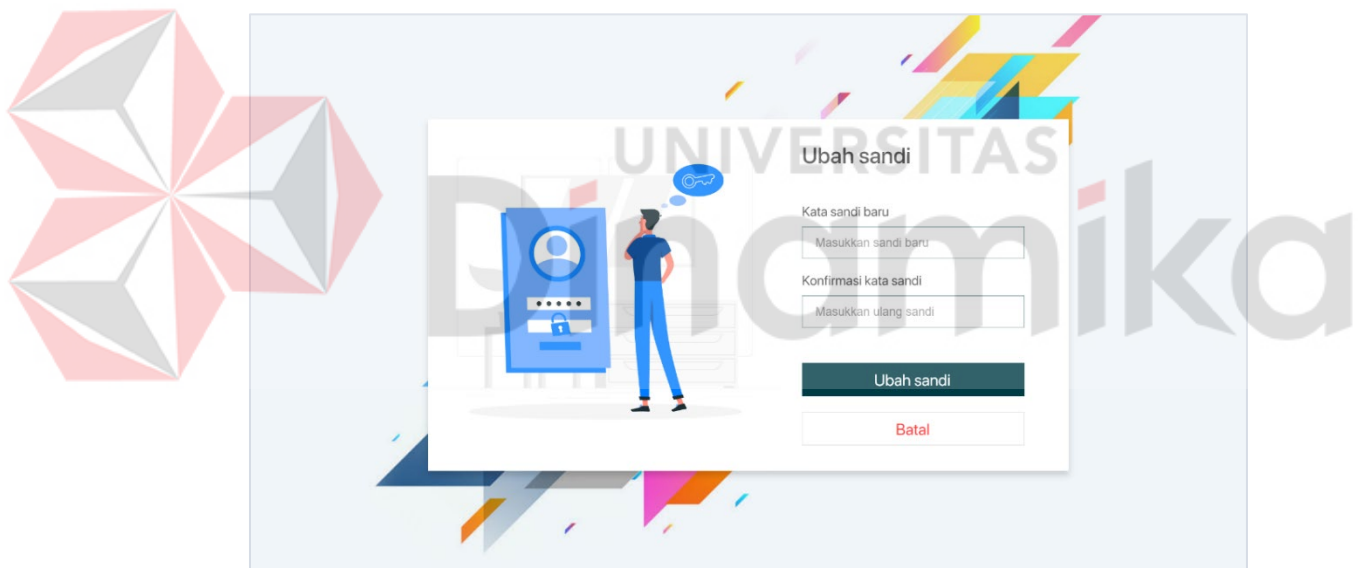 UNIVERSITAS
Dinamika
Ubah sandi
Kata sandi baru
Masukkan sandi baru
Konfirmasi kata sandi
Masukkan ulang sandi
Ubah sandi
Batal